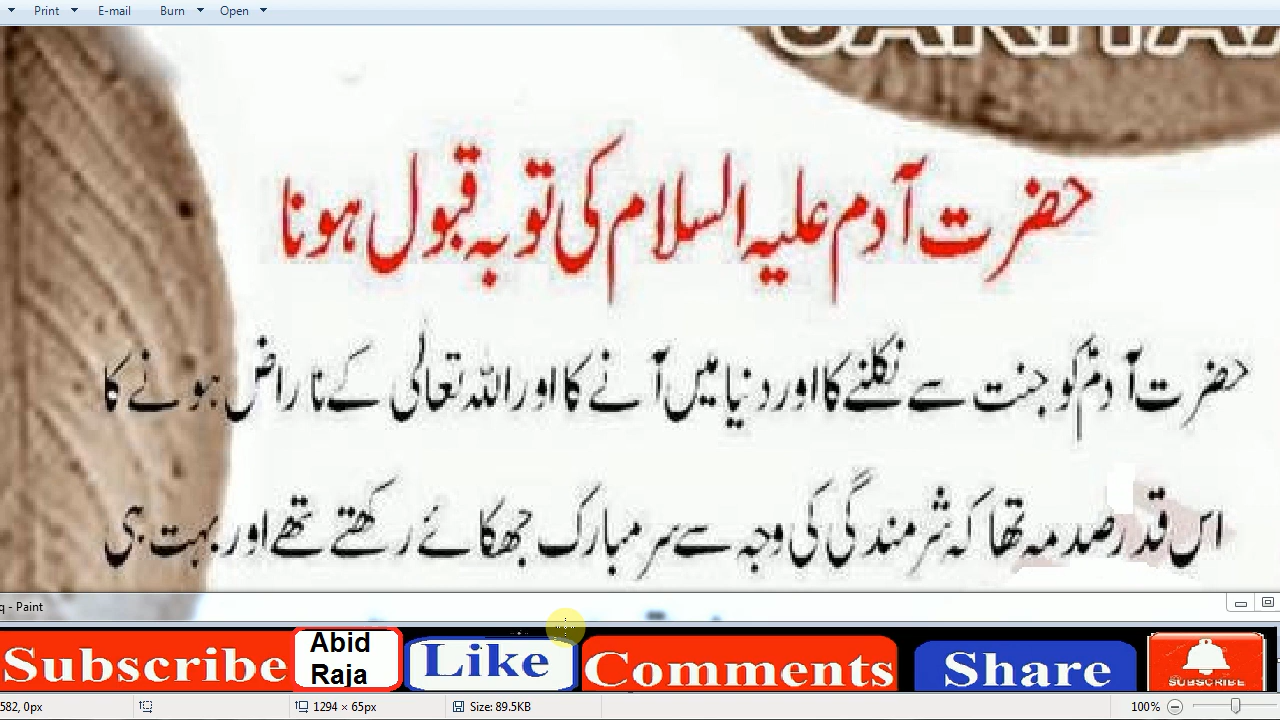 Print E-mail Burn Open
حضرت آدم علیہ السلام کی توبہ قبول ہونا
حضرت آدمؑ کو جنت سے نکلنے کا اور دنیا میں آنے کا اور اللہ تعالیٰ کے ناراض ہونے کا
اس قدر صدمہ تھا کہ شرمندگی کی وجہ سے سر مبارک جھکائے رکھتے تھے اور بہت ہی
q - Paint
Subscribe Abid Raja Like Comments Share SUBSCRIBE
582, 0px 1294 × 65px Size: 89.5KB 100%